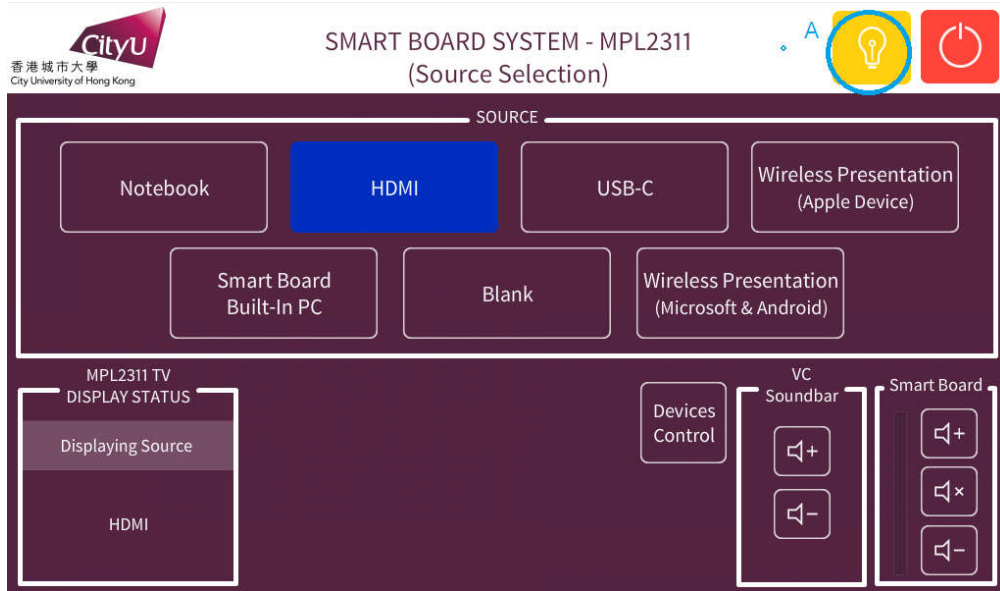 CityU
香港城市大學
City University of Hong Kong
SMART BOARD SYSTEM - MPL2311
(Source Selection)
A
SOURCE
Notebook
HDMI
USB-C
Wireless Presentation
(Apple Device)
Smart Board
Built-In PC
Blank
Wireless Presentation
(Microsoft & Android)
MPL2311 TV
DISPLAY STATUS
Displaying Source
HDMI
Devices
Control
VC
Soundbar
Smart Board